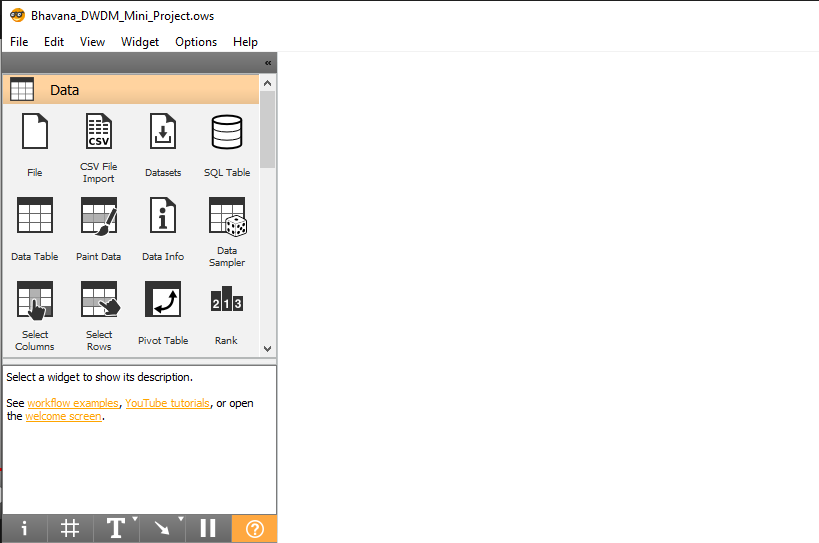 Bhavana_DWDM_Mini_Project.ows
File Edit View Widget Options Help
«
Data
CSV
File
CSV File
Import
Datasets
SQL Table
Data Table
Paint Data
Data Info
Data
Sampler
2 1 3
Select
Columns
Select
Rows
Pivot Table
Rank
Select a widget to show its description.
See workflow examples, YouTube tutorials, or open
the welcome screen.
i # T ?